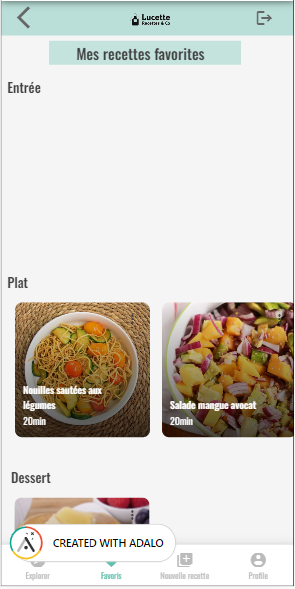 Lucette
Recettes & Co
Mes recettes favorites
Entrée
Plat
Nouilles sautées aux
légumes
20min
Salade mangue avocat
20min
Dessert
CREATED WITH ADALO
Explorer
Favoris
Nouvelle recette
Profile